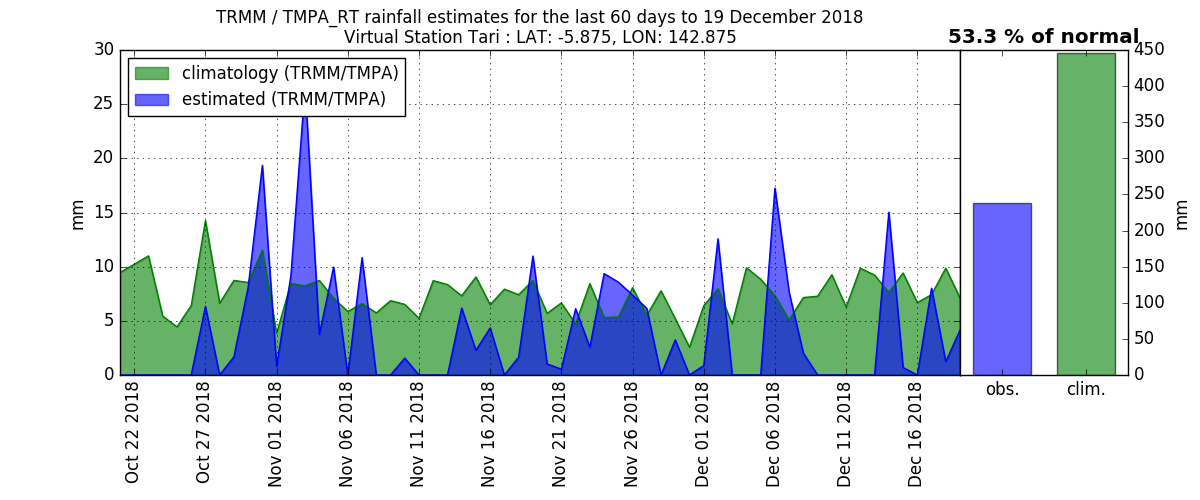 TRMM / TMPA_RT rainfall estimates for the last 60 days to 19 December 2018
Virtual Station Tari : LAT: -5.875, LON: 142.875
53.3 % of normal
climatology (TRMM/TMPA)
estimated (TRMM/TMPA)
30
25
20
15
10
5
0
mm
450
400
350
300
250
200
150
100
50
0
mm
Oct 22 2018
Oct 27 2018
Nov 01 2018
Nov 06 2018
Nov 11 2018
Nov 16 2018
Nov 21 2018
Nov 26 2018
Dec 01 2018
Dec 06 2018
Dec 11 2018
Dec 16 2018
obs.
clim.